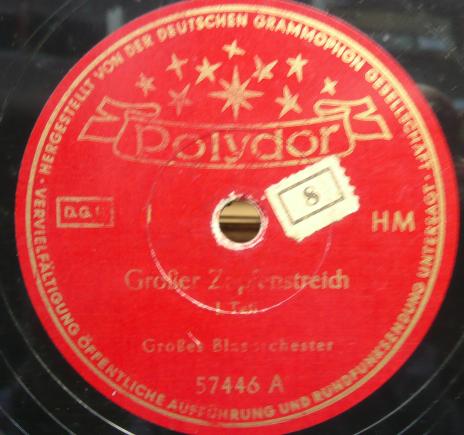 HERGESTELLT VON DER DEUTSCHEN GRAMMOPHON GESELLSCHAFT · VERVIELFÄLTIGUNG ÖFFENTLICHE AUFFÜHRUNG UND RUNDFUNKSENDUNG UNTERSAGT ·
Polydor
8
HM
Großer Zapfenstreich
Großes Blasorchester
57446 A